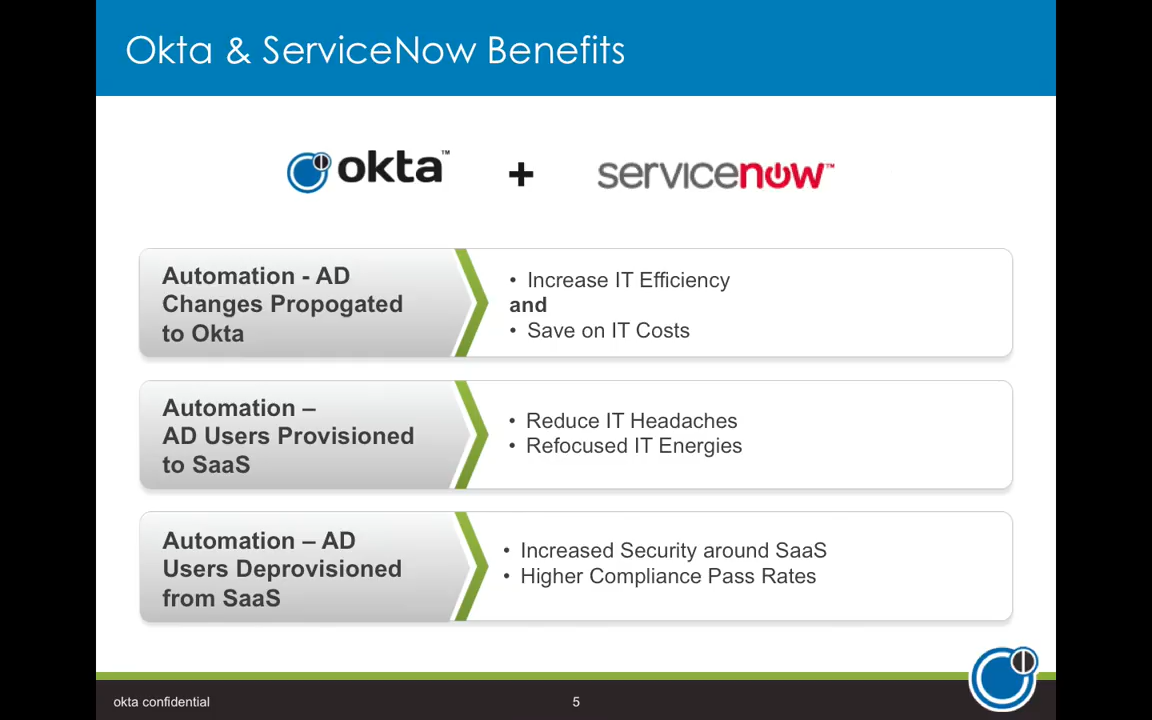 Okta & ServiceNow Benefits
okta™
+
servicenow™
Automation - AD
Changes Propogated
to Okta
• Increase IT Efficiency
and
• Save on IT Costs
Automation –
AD Users Provisioned
to SaaS
• Reduce IT Headaches
• Refocused IT Energies
Automation – AD
Users Deprovisioned
from SaaS
• Increased Security around SaaS
• Higher Compliance Pass Rates
okta confidential
5